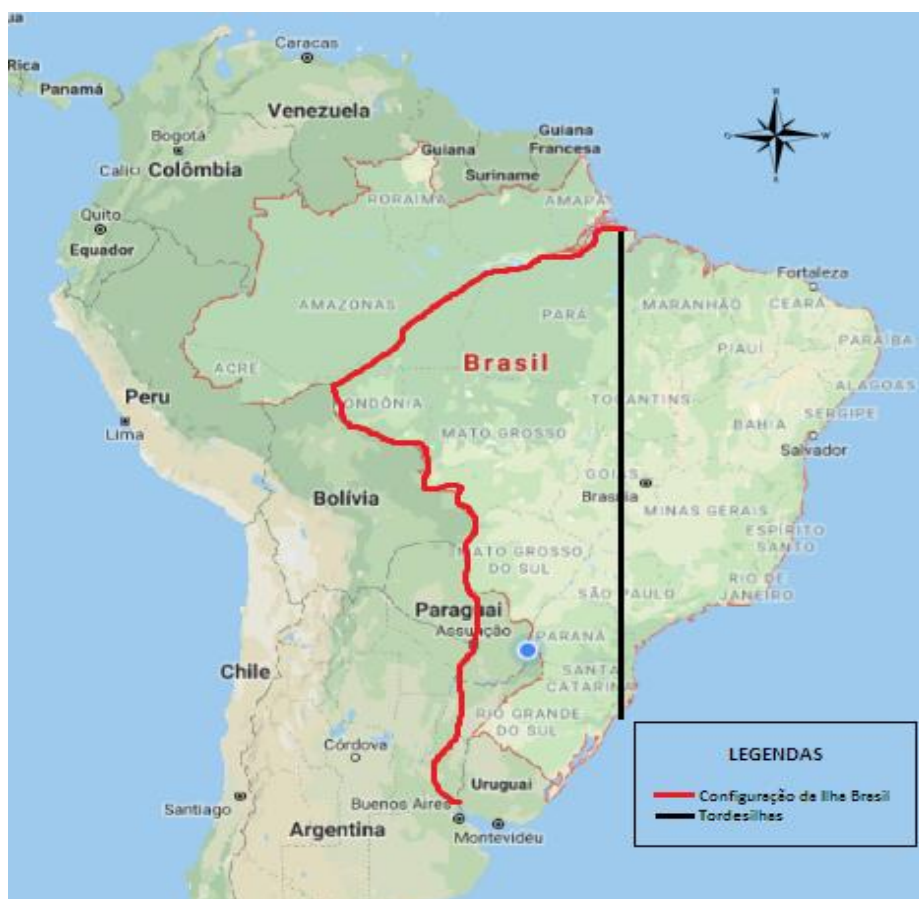 ua
Caracas
Rica
Panamá
Venezuela
Guiana
Francesa
Bogotá
Guiana
Cali
Colômbia
Suriname
RORAIMA
AMAPÁ
Quito
Equador
Fortaleza
AMAZONAS
PARÁ
MARANHÃO
CEARÁ
PARAÍBA
PIAUÍ
ACRE
Brasil
ALAGOAS
Peru
ONDÔNIA
TOCANTINS
SERGIPE
Lima
MATO GROSSO
BAHIA
Salvador
GOIÁS
Bolívia
Brasília
MINAS GERAIS
ESPÍRITO
SANTO
MATO GROSSO
DO SUL
RIO DE
JANEIRO
SÃO PAULO
Paraguai
Assunção
PARANÁ
Chile
SANTA
CATARINA
RIO GRANDE
DO SUL
Córdova
Uruguai
Santiago
Buenos Aires
Argentina
Montevidéu
N
O
W
LEGENDAS
Configuração da Ilha Brasil
Tordesilhas